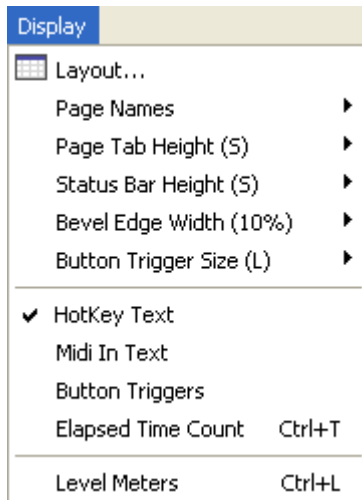 Display
Layout...
Page Names
Page Tab Height (S)
Status Bar Height (S)
Bevel Edge Width (10%)
Button Trigger Size (L)
HotKey Text
Midi In Text
Button Triggers
Elapsed Time Count Ctrl+T
Level Meters Ctrl+L